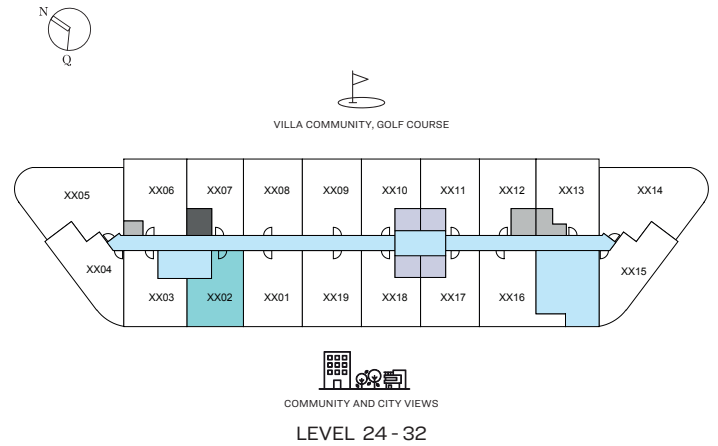 N
Q
VILLA COMMUNITY, GOLF COURSE
XX05
XX06
XX07
XX08
XX09
XX10
XX11
XX12
XX13
XX14
XX04
XX03
XX02
XX01
XX19
XX18
XX17
XX16
XX15
COMMUNITY AND CITY VIEWS
LEVEL 24 - 32